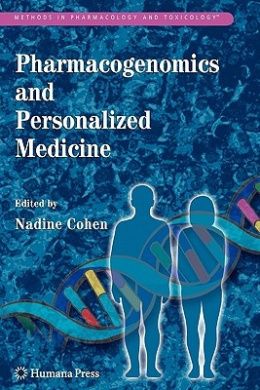 METHODS IN PHARMACOLOGY AND TOXICOLOGY™
Pharmacogenomics
and
Personalized
Medicine
Edited by
Nadine Cohen
Humana Press